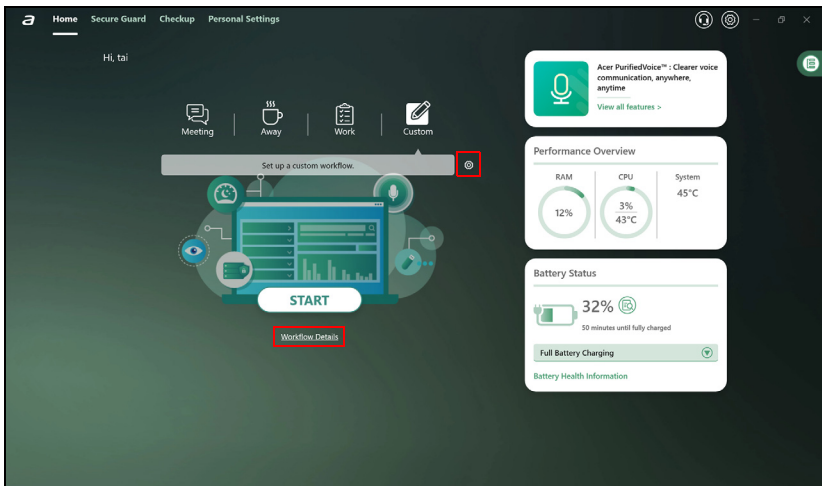 a Home Secure Guard Checkup Personal Settings
Hi, tai
Meeting Away Work Custom
Set up a custom workflow.
START
Workflow Details
Acer PurifiedVoice™ : Clearer voice
communication, anywhere,
anytime
View all features >
Performance Overview
RAM CPU System
12%
3%
43°C
45°C
Battery Status
32%
50 minutes until fully charged
Full Battery Charging
Battery Health Information